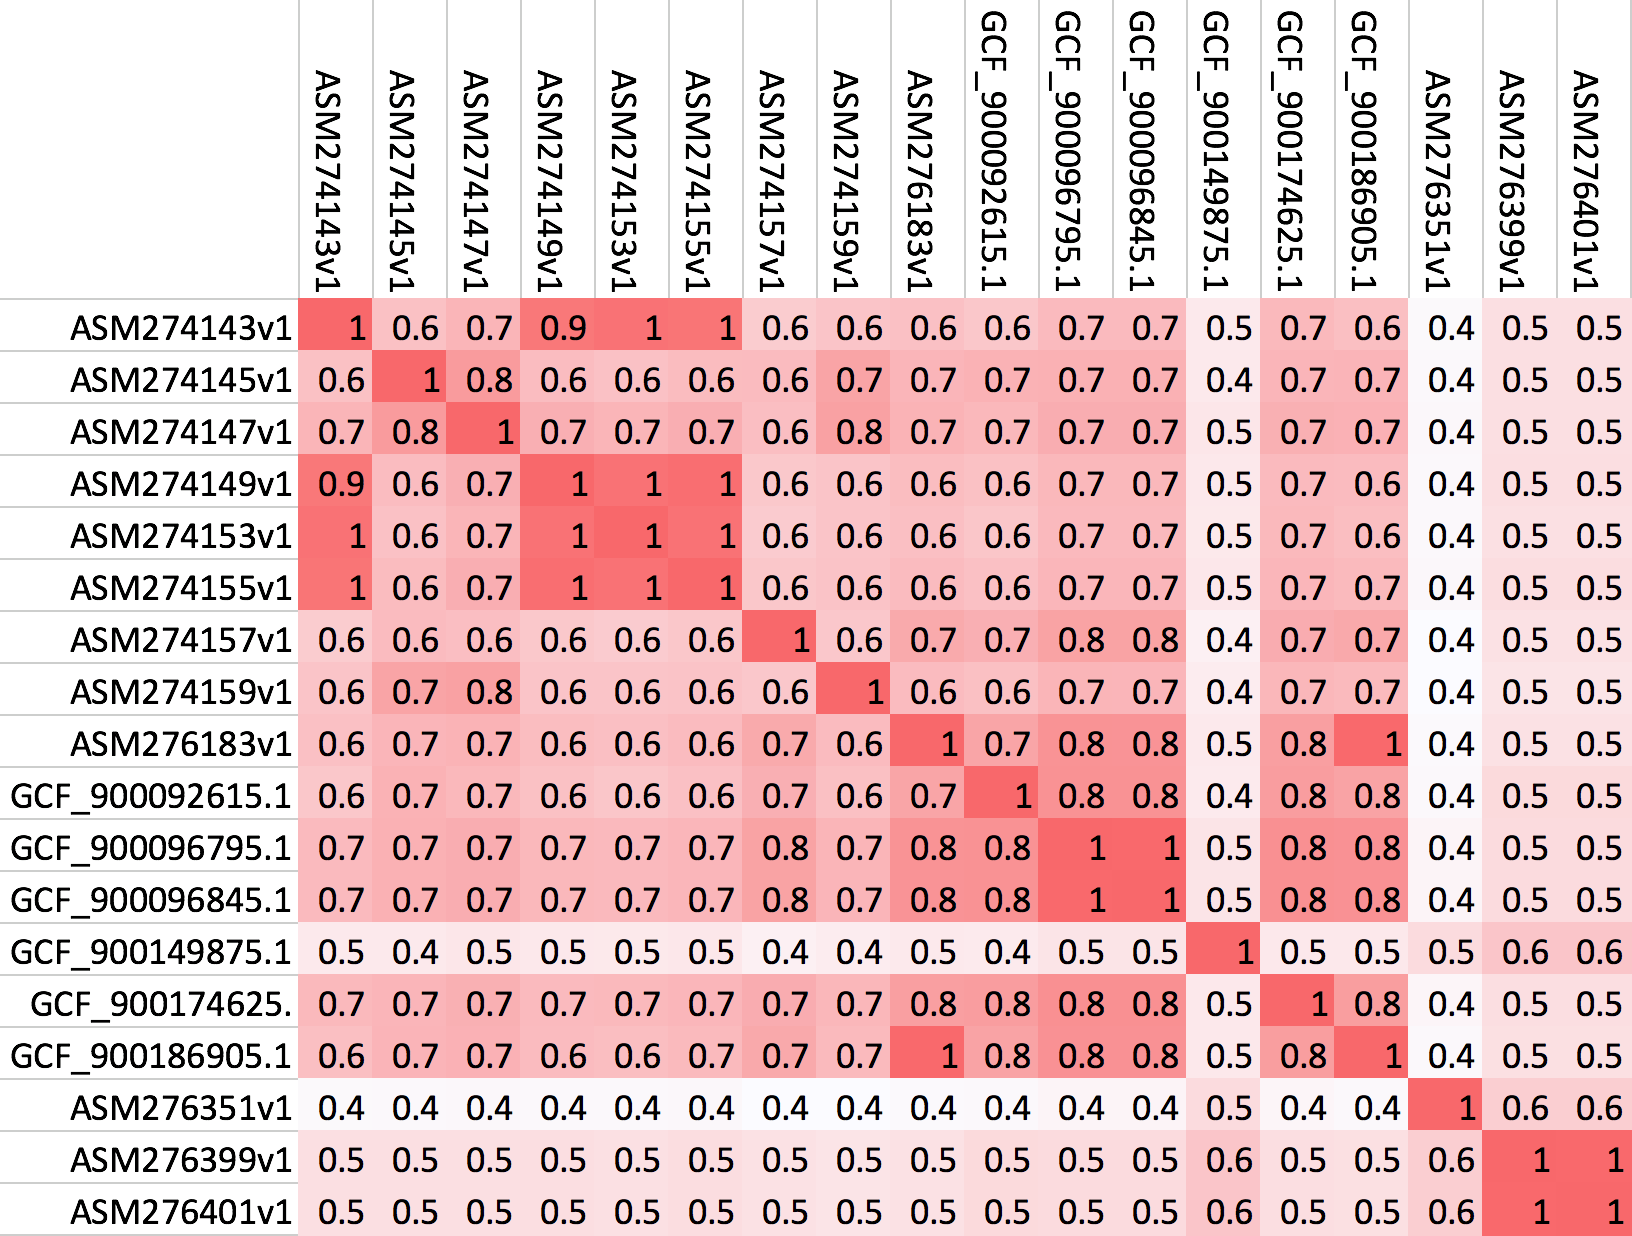 ASM274143v1 ASM274145v1 ASM274147v1 ASM274149v1 ASM274153v1 ASM274155v1 ASM274157v1 ASM274159v1 ASM276183v1 GCF_900092615.1 GCF_900096795.1 GCF_900096845.1 GCF_900149875.1 GCF_900174625.1 GCF_900186905.1 ASM276351v1 ASM276399v1 ASM276401v1
ASM274143v1 1 0.6 0.7 0.9 1 1 0.6 0.6 0.6 0.6 0.7 0.7 0.5 0.7 0.6 0.4 0.5 0.5
ASM274145v1 0.6 1 0.8 0.6 0.6 0.6 0.6 0.7 0.7 0.7 0.7 0.7 0.4 0.7 0.7 0.4 0.5 0.5
ASM274147v1 0.7 0.8 1 0.7 0.7 0.7 0.6 0.8 0.7 0.7 0.7 0.7 0.5 0.7 0.7 0.4 0.5 0.5
ASM274149v1 0.9 0.6 0.7 1 1 1 0.6 0.6 0.6 0.6 0.7 0.7 0.5 0.7 0.6 0.4 0.5 0.5
ASM274153v1 1 0.6 0.7 1 1 1 0.6 0.6 0.6 0.6 0.7 0.7 0.5 0.7 0.6 0.4 0.5 0.5
ASM274155v1 1 0.6 0.7 1 1 1 0.6 0.6 0.6 0.6 0.7 0.7 0.5 0.7 0.7 0.4 0.5 0.5
ASM274157v1 0.6 0.6 0.6 0.6 0.6 0.6 1 0.6 0.7 0.7 0.8 0.8 0.4 0.7 0.7 0.4 0.5 0.5
ASM274159v1 0.6 0.7 0.8 0.6 0.6 0.6 0.6 1 0.6 0.6 0.7 0.7 0.4 0.7 0.7 0.4 0.5 0.5
ASM276183v1 0.6 0.7 0.7 0.6 0.6 0.6 0.7 0.6 1 0.7 0.8 0.8 0.5 0.8 1 0.4 0.5 0.5
GCF_900092615.1 0.6 0.7 0.7 0.6 0.6 0.6 0.7 0.6 0.7 1 0.8 0.8 0.4 0.8 0.8 0.4 0.5 0.5
GCF_900096795.1 0.7 0.7 0.7 0.7 0.7 0.7 0.8 0.7 0.8 0.8 1 1 0.5 0.8 0.8 0.4 0.5 0.5
GCF_900096845.1 0.7 0.7 0.7 0.7 0.7 0.7 0.8 0.7 0.8 0.8 1 1 0.5 0.8 0.8 0.4 0.5 0.5
GCF_900149875.1 0.5 0.4 0.5 0.5 0.5 0.5 0.4 0.4 0.5 0.4 0.5 0.5 1 0.5 0.5 0.5 0.6 0.6
GCF_900174625. 0.7 0.7 0.7 0.7 0.7 0.7 0.7 0.7 0.8 0.8 0.8 0.8 0.5 1 0.8 0.4 0.5 0.5
GCF_900186905.1 0.6 0.7 0.7 0.6 0.6 0.7 0.7 0.7 1 0.8 0.8 0.8 0.5 0.8 1 0.4 0.5 0.5
ASM276351v1 0.4 0.4 0.4 0.4 0.4 0.4 0.4 0.4 0.4 0.4 0.4 0.4 0.5 0.4 0.4 1 0.6 0.6
ASM276399v1 0.5 0.5 0.5 0.5 0.5 0.5 0.5 0.5 0.5 0.5 0.5 0.5 0.6 0.5 0.5 0.6 1 1
ASM276401v1 0.5 0.5 0.5 0.5 0.5 0.5 0.5 0.5 0.5 0.5 0.5 0.5 0.6 0.5 0.5 0.6 1 1